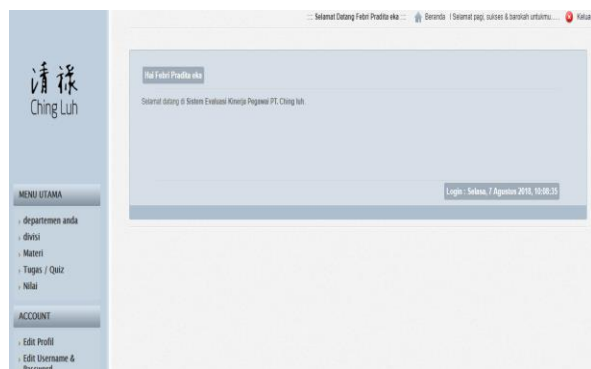 ::: Selamat Datang Febri Pradita eka ::: Beranda ! Selamat pagi, sukses & barokah untukmu..... Kelua
清禄
Ching Luh
Hai Febri Pradita eka
Selamat datang di Sistem Evaluasi Kinerja Pegawai PT. Ching luh.
Login : Selasa, 7 Agustus 2018, 10:08:35
MENU UTAMA
departemen anda
divisi
Materi
Tugas / Quiz
Nilai
ACCOUNT
Edit Profil
Edit Username &
Password